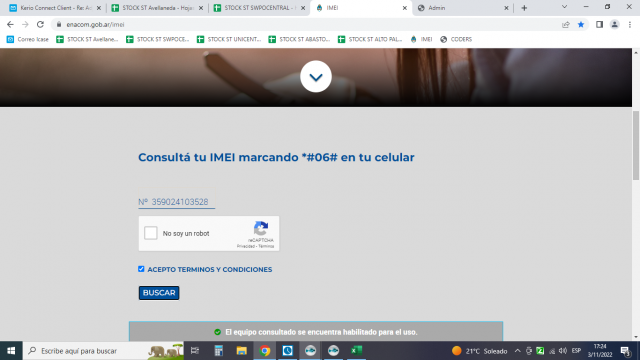 Kerio Connect Client - Re: A
STOCK ST Avellaneda - Hoja
STOCK ST SWPOCENTRAL -
IMEI
Admin
enacom.gob.ar/imei
Correo Icase
STOCK ST Avellane...
STOCK ST SWPOCE...
STOCK ST UNICENT...
STOCK ST ABASTO...
STOCK ST ALTO PAL...
IMEI
CODERS
Consultá tu IMEI marcando *#06# en tu celular
Nº 359024103528
No soy un robot
reCAPTCHA
Privacidad - Términos
ACEPTO TERMINOS Y CONDICIONES
BUSCAR
El equipo consultado se encuentra habilitado para el uso.
Escribe aquí para buscar
21°C Soleado
ESP
17:24
3/11/2022